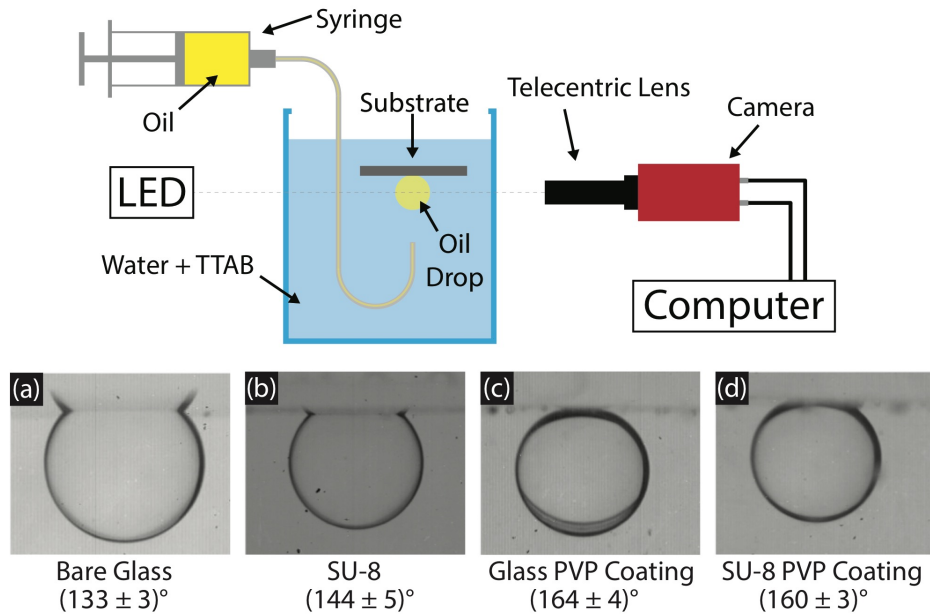 Syringe
Oil
Substrate
Telecentric Lens
Camera
LED
Oil
Drop
Water + TTAB
Computer
(a)
(b)
(c)
(d)
Bare Glass
(133 ± 3)°
SU-8
(144 ± 5)°
Glass PVP Coating
(164 ± 4)°
SU-8 PVP Coating
(160 ± 3)°